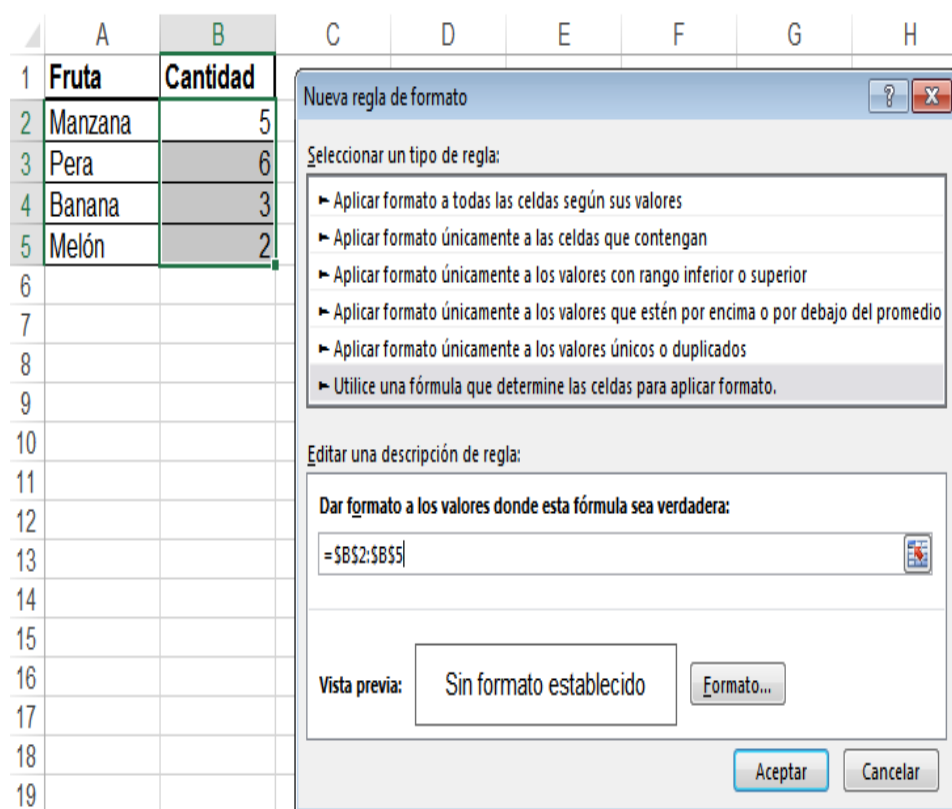 A B C D E F G H
1 Fruta Cantidad
2 Manzana 5
3 Pera 6
4 Banana 3
5 Melón 2
6
7
8
9
10
11
12
13
14
15
16
17
18
19
Nueva regla de formato
Seleccionar un tipo de regla:
► Aplicar formato a todas las celdas según sus valores
► Aplicar formato únicamente a las celdas que contengan
► Aplicar formato únicamente a los valores con rango inferior o superior
► Aplicar formato únicamente a los valores que estén por encima o por debajo del promedio
► Aplicar formato únicamente a los valores únicos o duplicados
► Utilice una fórmula que determine las celdas para aplicar formato.
Editar una descripción de regla:
Dar formato a los valores donde esta fórmula sea verdadera:
=$B$2:$B$5
Vista previa: Sin formato establecido Formato...
Aceptar Cancelar